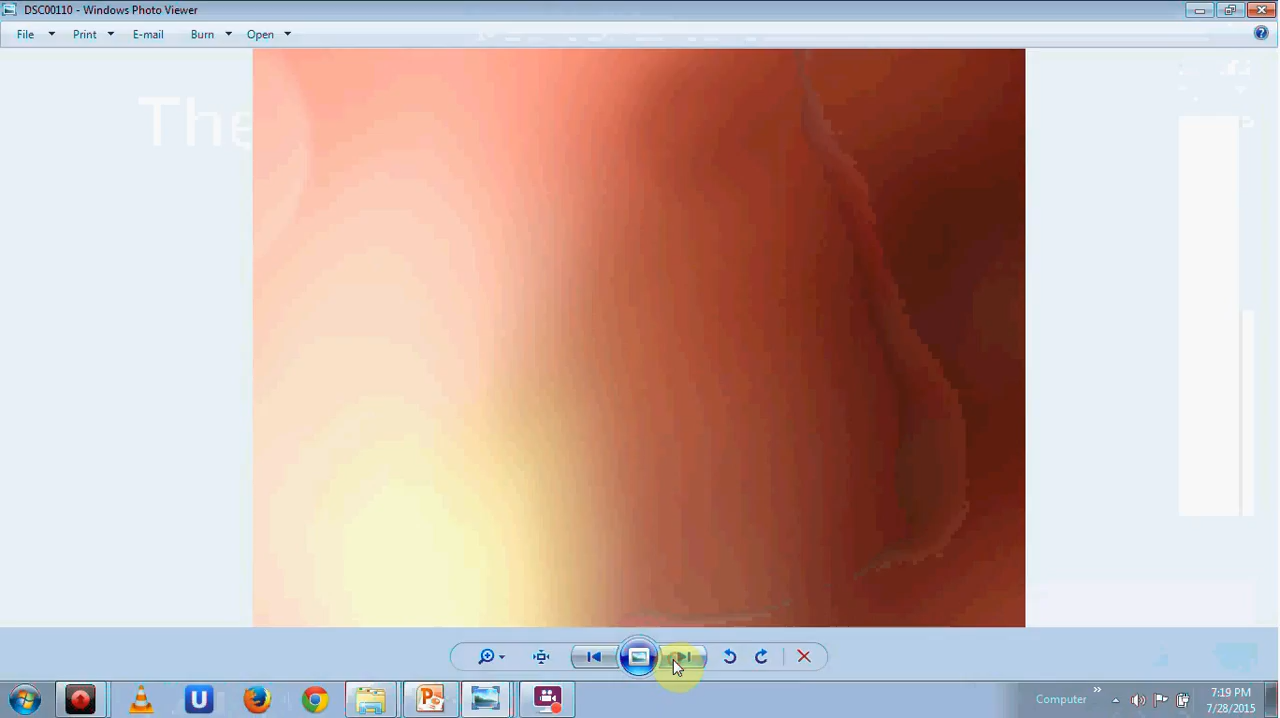 DSC00110 - Windows Photo Viewer
File Print E-mail Burn Open
The
Computer » 7:19 PM
7/28/2015